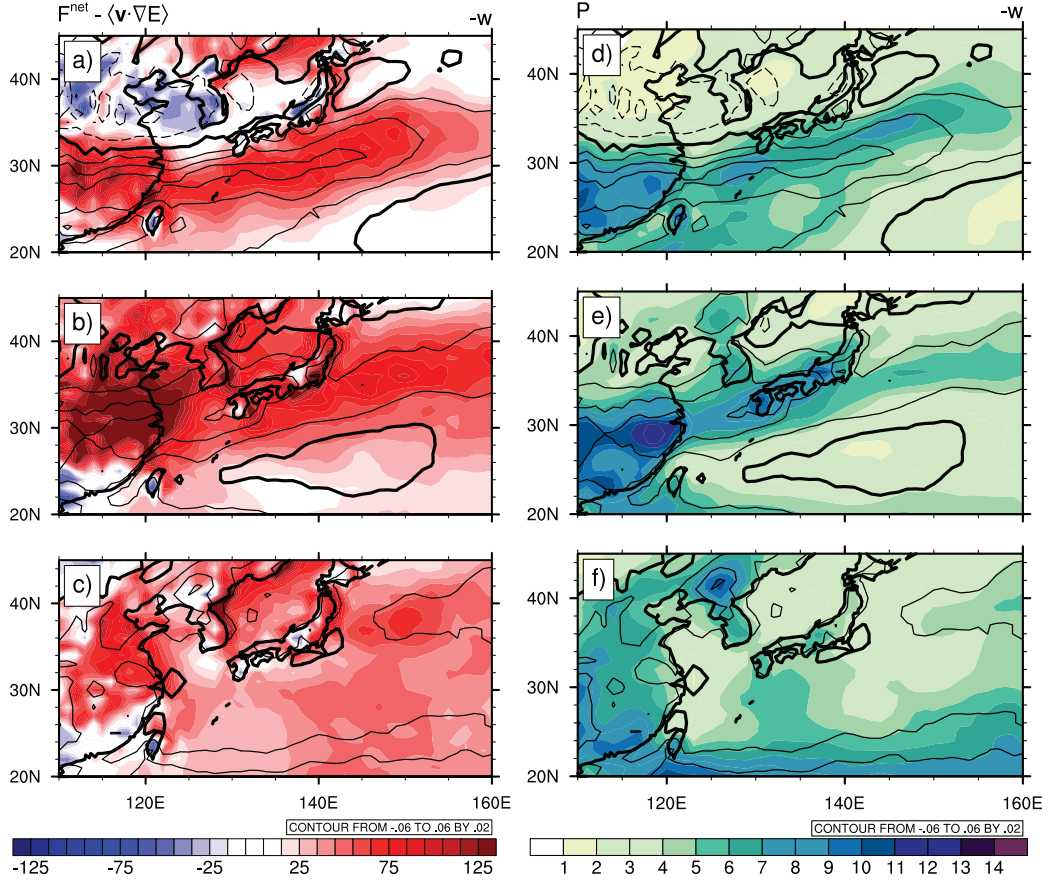 F^net - ⟨v·∇E⟩ -w
P -w
a)
40N
30N
20N
d)
40N
30N
20N
b)
40N
30N
20N
e)
40N
30N
20N
c)
40N
30N
20N
120E 140E 160E
f)
40N
30N
20N
120E 140E 160E
CONTOUR FROM -.06 TO .06 BY .02
CONTOUR FROM -.06 TO .06 BY .02
-125 -75 -25 25 75 125
1 2 3 4 5 6 7 8 9 10 11 12 13 14